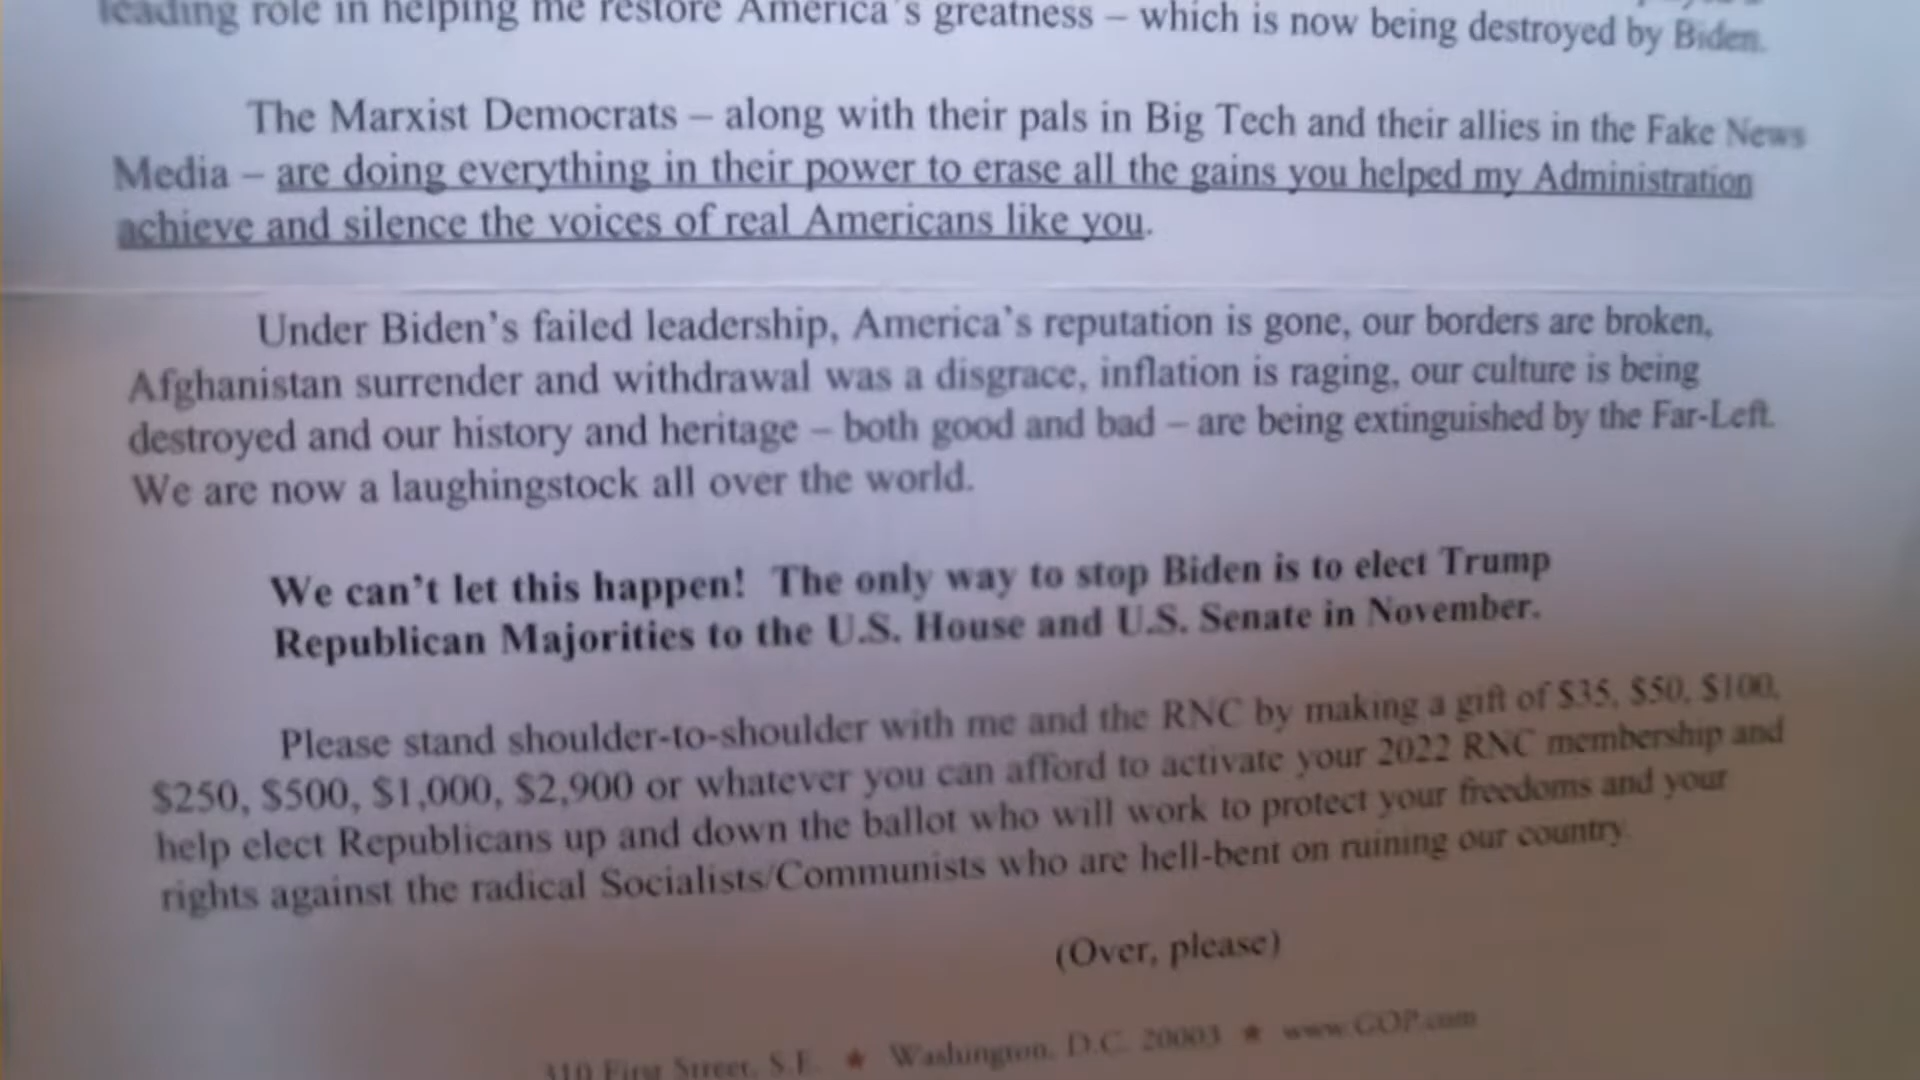 leading role in helping me restore America's greatness – which is now being destroyed by Biden.
The Marxist Democrats – along with their pals in Big Tech and their allies in the Fake News
Media – are doing everything in their power to erase all the gains you helped my Administration
achieve and silence the voices of real Americans like you.
Under Biden's failed leadership, America's reputation is gone, our borders are broken,
Afghanistan surrender and withdrawal was a disgrace, inflation is raging, our culture is being
destroyed and our history and heritage – both good and bad – are being extinguished by the Far-Left.
We are now a laughingstock all over the world.
We can't let this happen! The only way to stop Biden is to elect Trump
Republican Majorities to the U.S. House and U.S. Senate in November.
Please stand shoulder-to-shoulder with me and the RNC by making a gift of $35, $50, $100,
$250, $500, $1,000, $2,900 or whatever you can afford to activate your 2022 RNC membership and
help elect Republicans up and down the ballot who will work to protect your freedoms and your
rights against the radical Socialists/Communists who are hell-bent on ruining our country.
(Over, please)
310 First Street, S.E. ★ Washington, D.C. 20003 ★ www.GOP.com